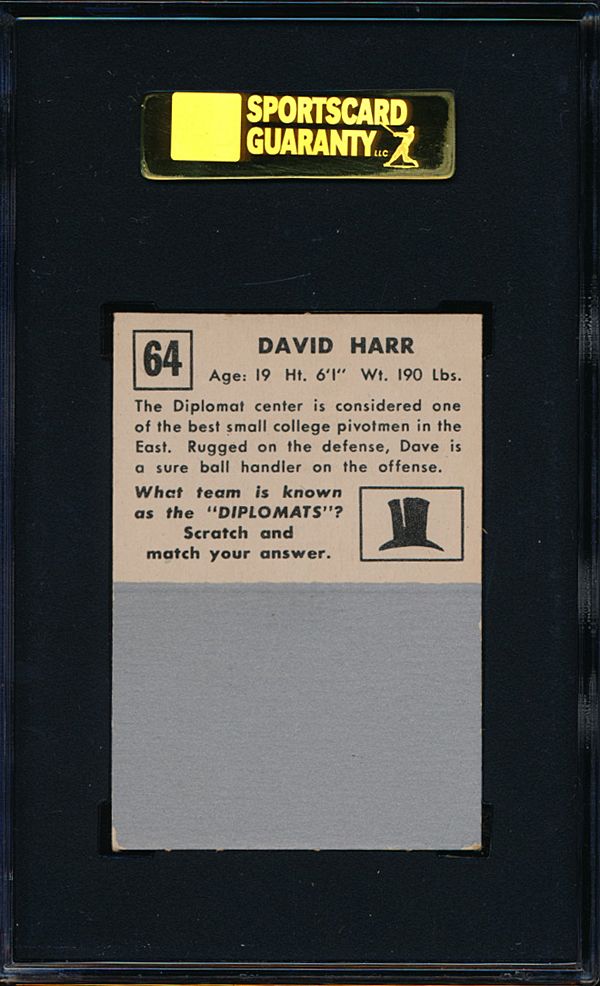 SPORTSCARD
GUARANTY LLC
64
DAVID HARR
Age: 19 Ht. 6'1" Wt. 190 Lbs.
The Diplomat center is considered one
of the best small college pivotmen in the
East. Rugged on the defense, Dave is
a sure ball handler on the offense.
What team is known
as the "DIPLOMATS"?
Scratch and
match your answer.